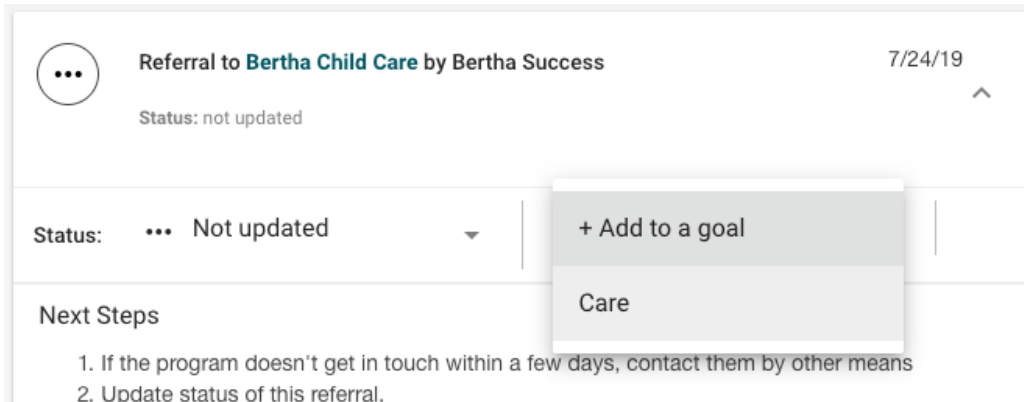 Referral to Bertha Child Care by Bertha Success
7/24/19
Status: not updated
Status: ••• Not updated
+ Add to a goal
Care
Next Steps
1. If the program doesn't get in touch within a few days, contact them by other means
2. Update status of this referral.